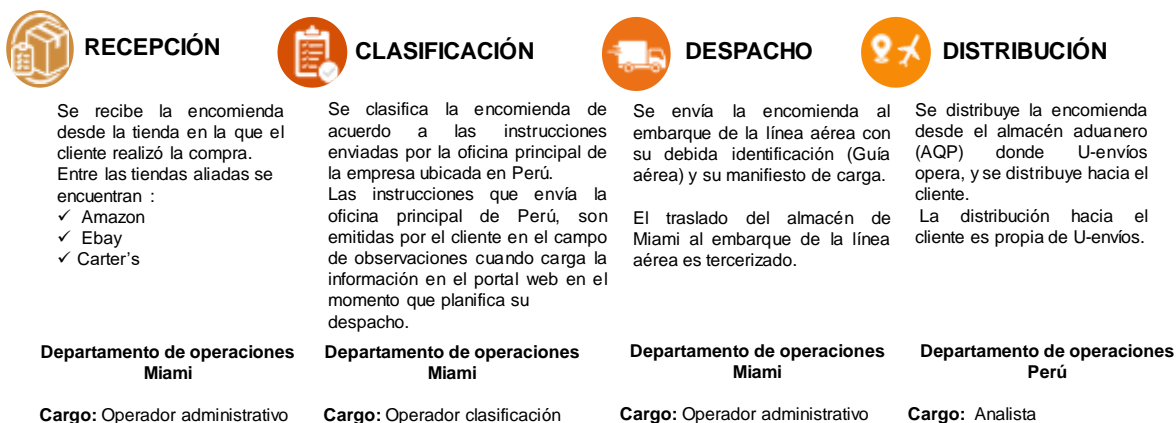 RECEPCIÓN
Se recibe la encomienda
desde la tienda en la que el
cliente realizó la compra.
Entre las tiendas aliadas se
encuentran :
✓ Amazon
✓ Ebay
✓ Carter's
Departamento de operaciones
Miami
Cargo: Operador administrativo
CLASIFICACIÓN
Se clasifica la encomienda de
acuerdo a las instrucciones
enviadas por la oficina principal de
la empresa ubicada en Perú.
Las instrucciones que envía la
oficina principal de Perú, son
emitidas por el cliente en el campo
de observaciones cuando carga la
información en el portal web en el
momento que planifica su
despacho.
Departamento de operaciones
Miami
Cargo: Operador clasificación
DESPACHO
Se envía la encomienda al
embarque de la línea aérea con
su debida identificación (Guía
aérea) y su manifiesto de carga.
El traslado del almacén de
Miami al embarque de la línea
aérea es tercerizado.
Departamento de operaciones
Miami
Cargo: Operador administrativo
DISTRIBUCIÓN
Se distribuye la encomienda
desde el almacén aduanero
(AQP) donde U-envíos
opera, y se distribuye hacia el
cliente.
La distribución hacia el
cliente es propia de U-envíos.
Departamento de operaciones
Perú
Cargo: Analista